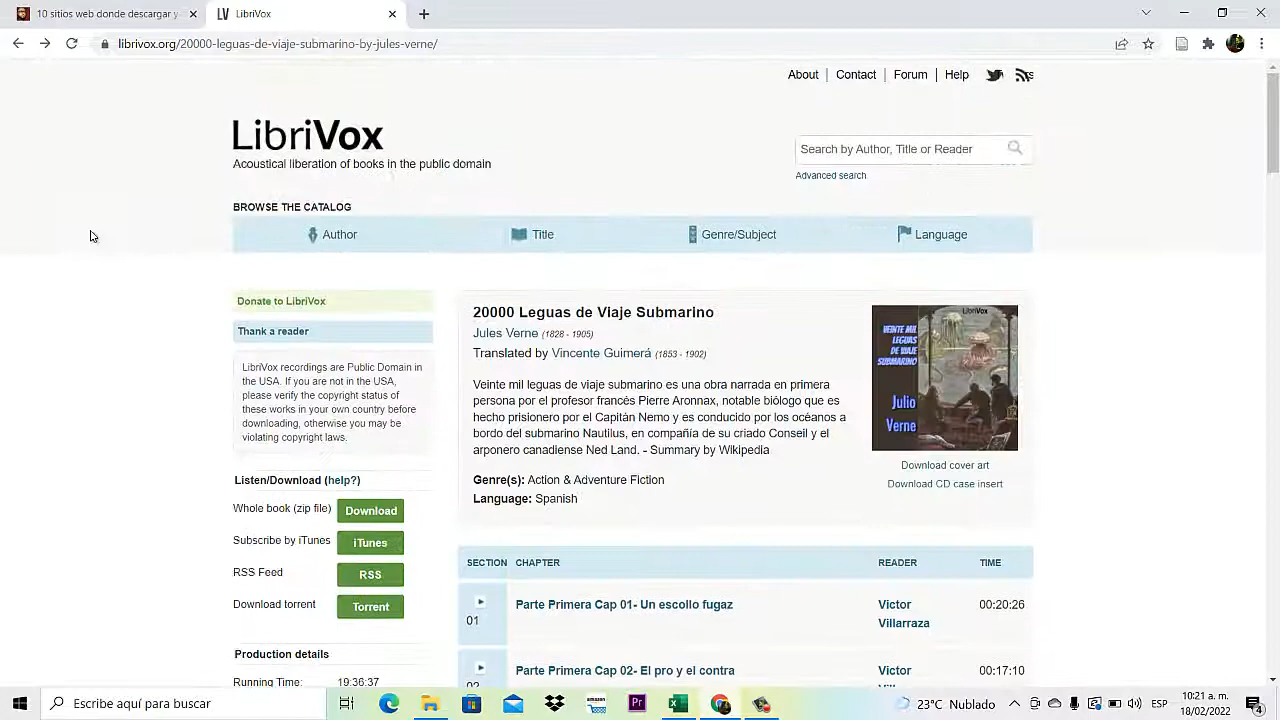 10 sitios web donde descargar y
LibriVox
librivox.org/20000-leguas-de-viaje-submarino-by-jules-verne/
About | Contact | Forum | Help
LibriVox
Acoustical liberation of books in the public domain
Search by Author, Title or Reader
Advanced search
BROWSE THE CATALOG
Author Title Genre/Subject Language
Donate to LibriVox
Thank a reader
LibriVox recordings are Public Domain in
the USA. If you are not in the USA,
please verify the copyright status of
these works in your own country before
downloading, otherwise you may be
violating copyright laws.
Listen/Download (help?)
Whole book (zip file) Download
Subscribe by iTunes iTunes
RSS Feed RSS
Download torrent Torrent
Production details
Running Time: 19:36:37
20000 Leguas de Viaje Submarino
Jules Verne (1828 - 1905)
Translated by Vincente Guimerá (1853 - 1902)
Veinte mil leguas de viaje submarino es una obra narrada en primera
persona por el profesor francés Pierre Aronnax, notable biólogo que es
hecho prisionero por el Capitán Nemo y es conducido por los océanos a
bordo del submarino Nautilus, en compañía de su criado Conseil y el
arponero canadiense Ned Land. - Summary by Wikipedia
Genre(s): Action & Adventure Fiction
Language: Spanish
LibriVox
VEINTE MIL
LEGUAS
DE VIAJE
SUBMARINO
Julio
Verne
Download cover art
Download CD case insert
SECTION CHAPTER READER TIME
01 Parte Primera Cap 01- Un escollo fugaz Victor Villarraza 00:20:26
02 Parte Primera Cap 02- El pro y el contra Victor 00:17:10
Escribe aquí para buscar
Pr
amazon
23°C Nublado
ESP
10:21 a. m.
18/02/2022
4